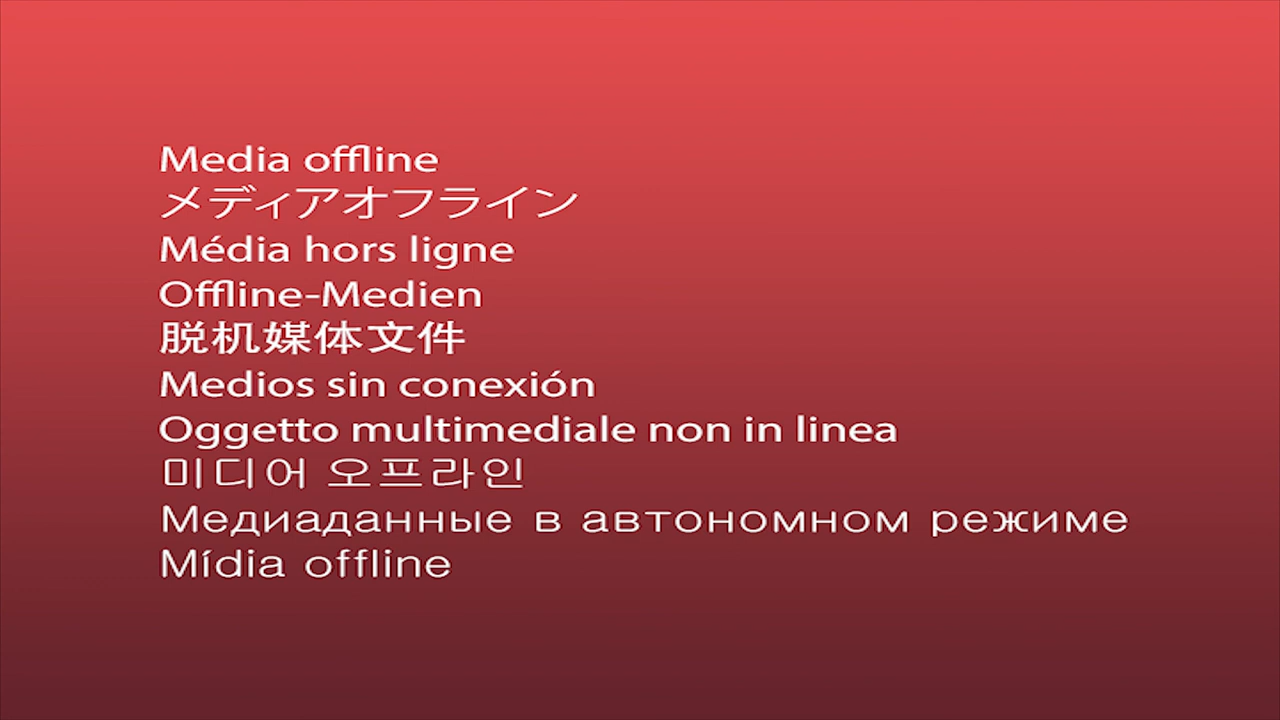 Media offline
メディアオフライン
Média hors ligne
Offline-Medien
脱机媒体文件
Medios sin conexión
Oggetto multimediale non in linea
미디어 오프라인
Медиаданные в автономном режиме
Mídia offline